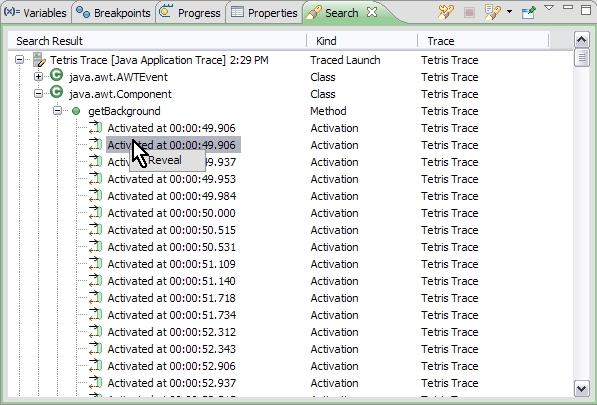 (x)= Variables Breakpoints Progress Properties Search
Search Result Kind Trace
Tetris Trace [Java Application Trace] 2:29 PM Traced Launch Tetris Trace
java.awt.AWTEvent Class Tetris Trace
java.awt.Component Class Tetris Trace
getBackground Method Tetris Trace
Activated at 00:00:49.906 Activation Tetris Trace
Activated at 00:00:49.906 Activation Tetris Trace
Reveal
Activated at 00:00:49.937 Activation Tetris Trace
Activated at 00:00:49.953 Activation Tetris Trace
Activated at 00:00:49.984 Activation Tetris Trace
Activated at 00:00:50.000 Activation Tetris Trace
Activated at 00:00:50.515 Activation Tetris Trace
Activated at 00:00:50.531 Activation Tetris Trace
Activated at 00:00:51.109 Activation Tetris Trace
Activated at 00:00:51.140 Activation Tetris Trace
Activated at 00:00:51.718 Activation Tetris Trace
Activated at 00:00:51.734 Activation Tetris Trace
Activated at 00:00:52.312 Activation Tetris Trace
Activated at 00:00:52.343 Activation Tetris Trace
Activated at 00:00:52.906 Activation Tetris Trace
Activated at 00:00:52.937 Activation Tetris Trace